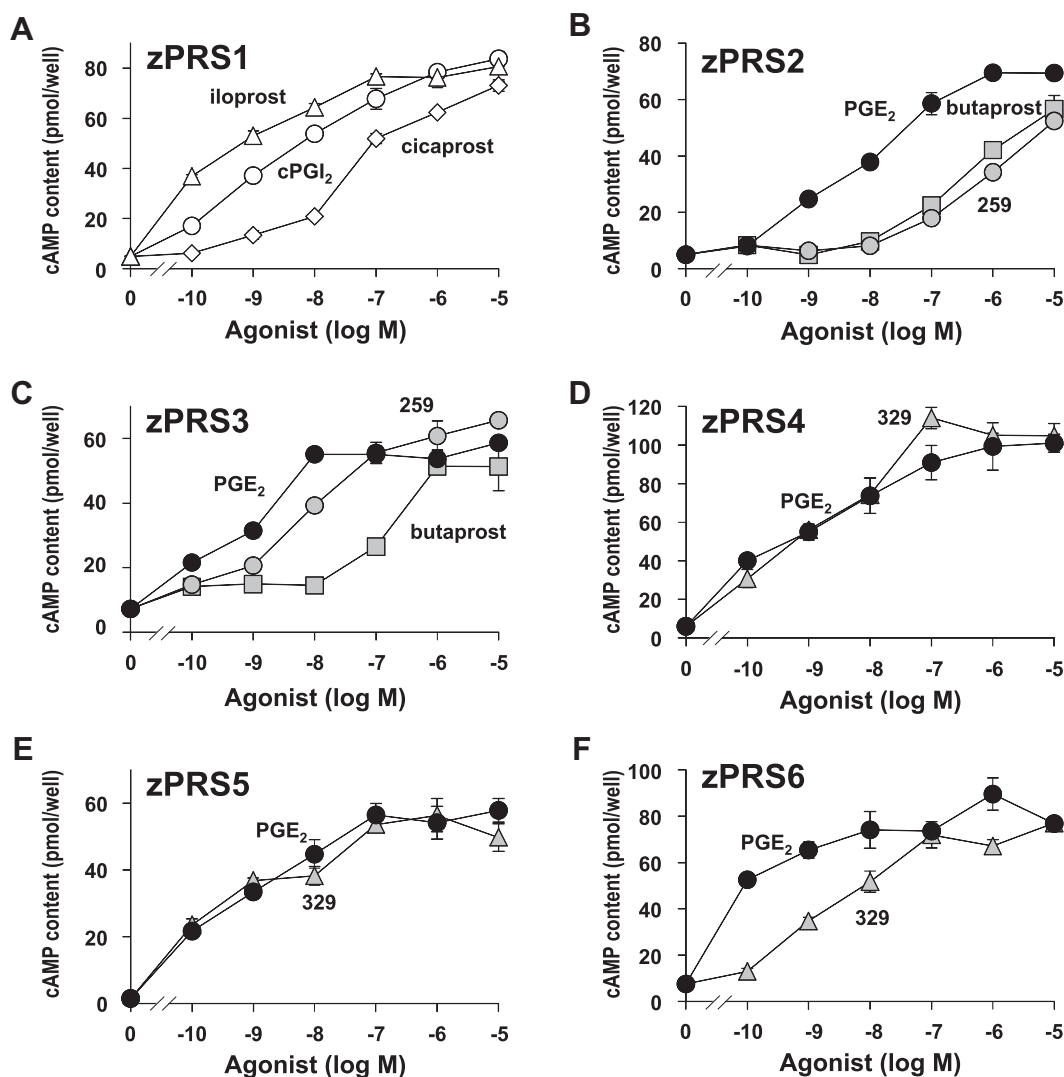 A
zPRS1
cAMP content (pmol/well)
80
60
40
20
0
iloprost
cPGI₂
cicaprost
0 -10 -9 -8 -7 -6 -5
Agonist (log M)
B
zPRS2
cAMP content (pmol/well)
80
60
40
20
0
PGE₂
butaprost
259
0 -10 -9 -8 -7 -6 -5
Agonist (log M)
C
zPRS3
cAMP content (pmol/well)
60
40
20
0
259
PGE₂
butaprost
0 -10 -9 -8 -7 -6 -5
Agonist (log M)
D
zPRS4
cAMP content (pmol/well)
120
100
80
60
40
20
0
329
PGE₂
0 -10 -9 -8 -7 -6 -5
Agonist (log M)
E
zPRS5
cAMP content (pmol/well)
60
40
20
0
PGE₂
329
0 -10 -9 -8 -7 -6 -5
Agonist (log M)
F
zPRS6
cAMP content (pmol/well)
100
80
60
40
20
0
PGE₂
329
0 -10 -9 -8 -7 -6 -5
Agonist (log M)